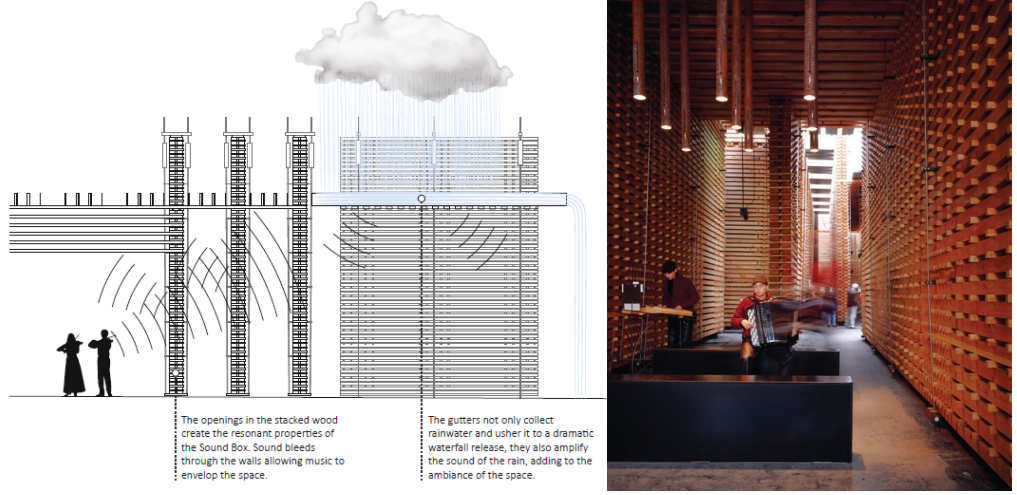 The openings in the stacked wood
create the resonant properties of
the Sound Box. Sound bleeds
through the walls allowing music to
envelop the space.
The gutters not only collect
rainwater and usher it to a dramatic
waterfall release, they also amplify
the sound of the rain, adding to the
ambiance of the space.